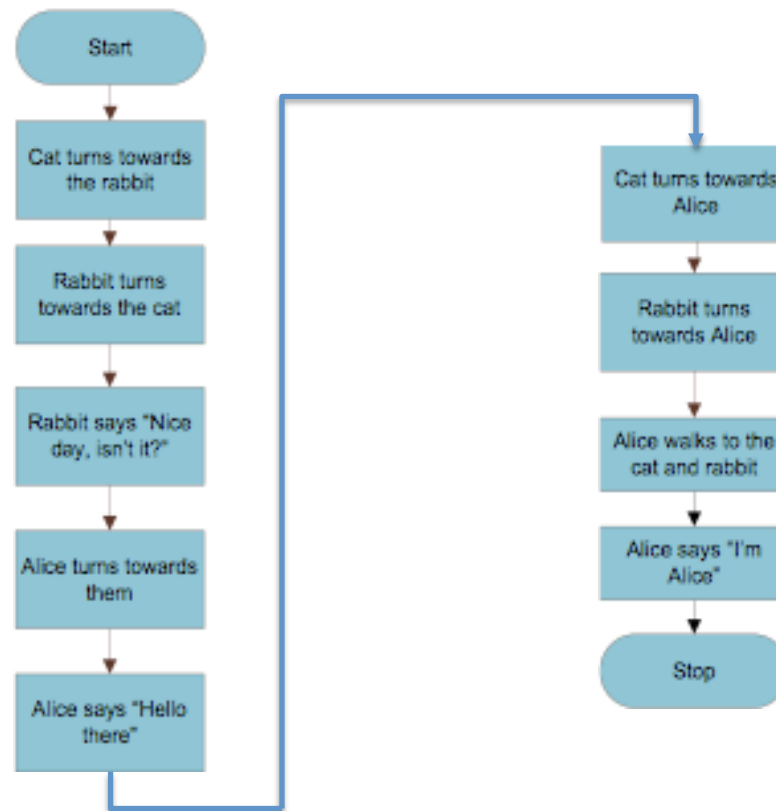 Start
Cat turns towards
the rabbit
Rabbit turns
towards the cat
Rabbit says "Nice
day, isn't it?"
Alice turns towards
them
Alice says "Hello
there"
Cat turns towards
Alice
Rabbit turns
towards Alice
Alice walks to the
cat and rabbit
Alice says "I'm
Alice"
Stop